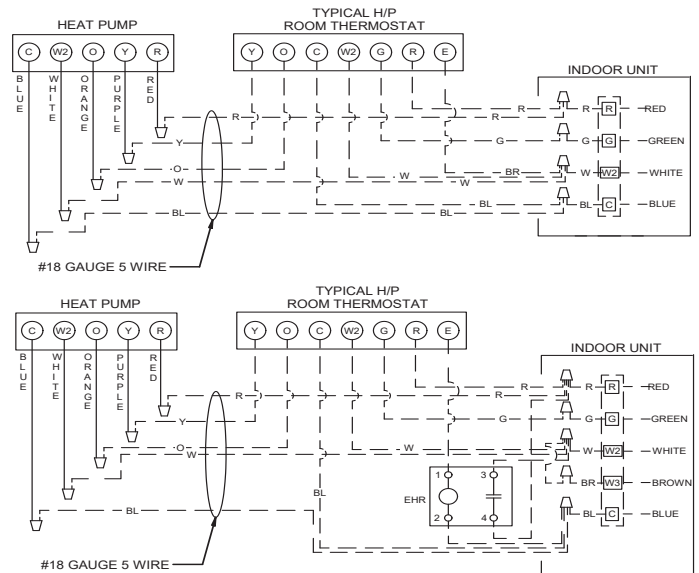 TYPICAL H/P
ROOM THERMOSTAT
HEAT PUMP
C W2 O Y R
Y O C W2 G R E
INDOOR UNIT
BLUE
WHITE
ORANGE
PURPLE
RED
R R R R RED
Y G G G GREEN
O W W BR W W2 WHITE
W
BL BL BL C BLUE
#18 GAUGE 5 WIRE
TYPICAL H/P
ROOM THERMOSTAT
HEAT PUMP
C W2 O Y R
Y O C W2 G R E
INDOOR UNIT
BLUE
WHITE
ORANGE
PURPLE
RED
R R R R R RED
Y G G G G GREEN
O W W W W2 WHITE
BL
EHR
1 3
2 4
BR W3 BROWN
BL BL C BLUE
#18 GAUGE 5 WIRE